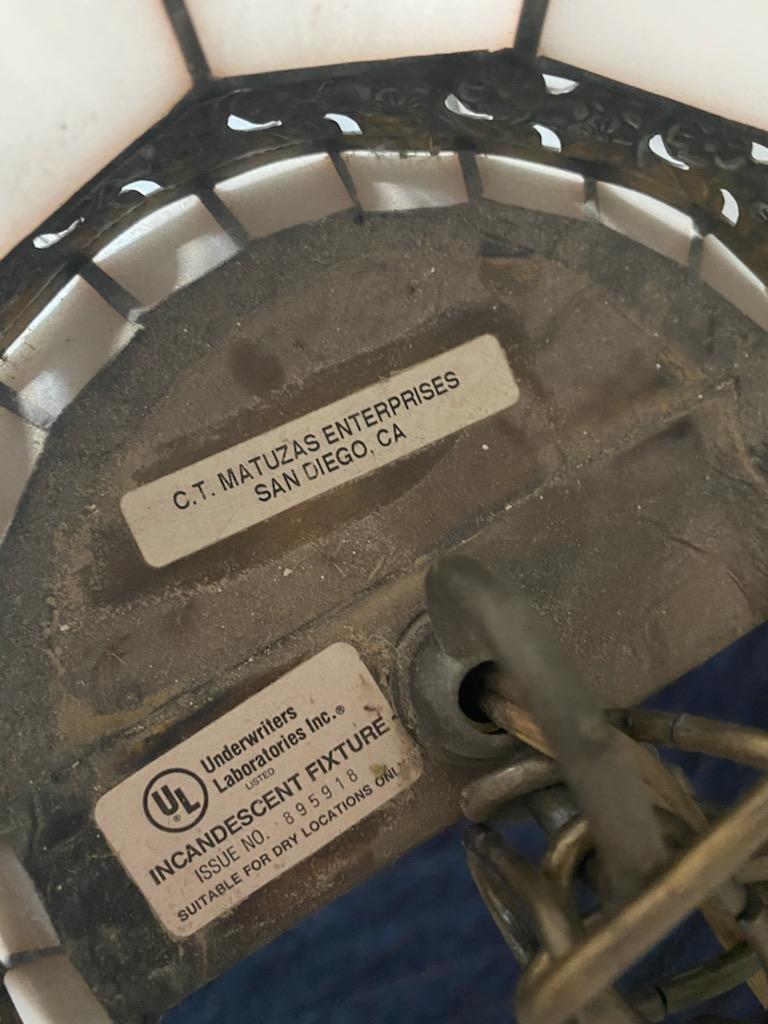 C.T. MATUZAS ENTERPRISES
SAN DIEGO, CA
UL®
Underwriters
Laboratories Inc.®
LISTED
INCANDESCENT FIXTURE
ISSUE NO. 895918
SUITABLE FOR DRY LOCATIONS ONLY